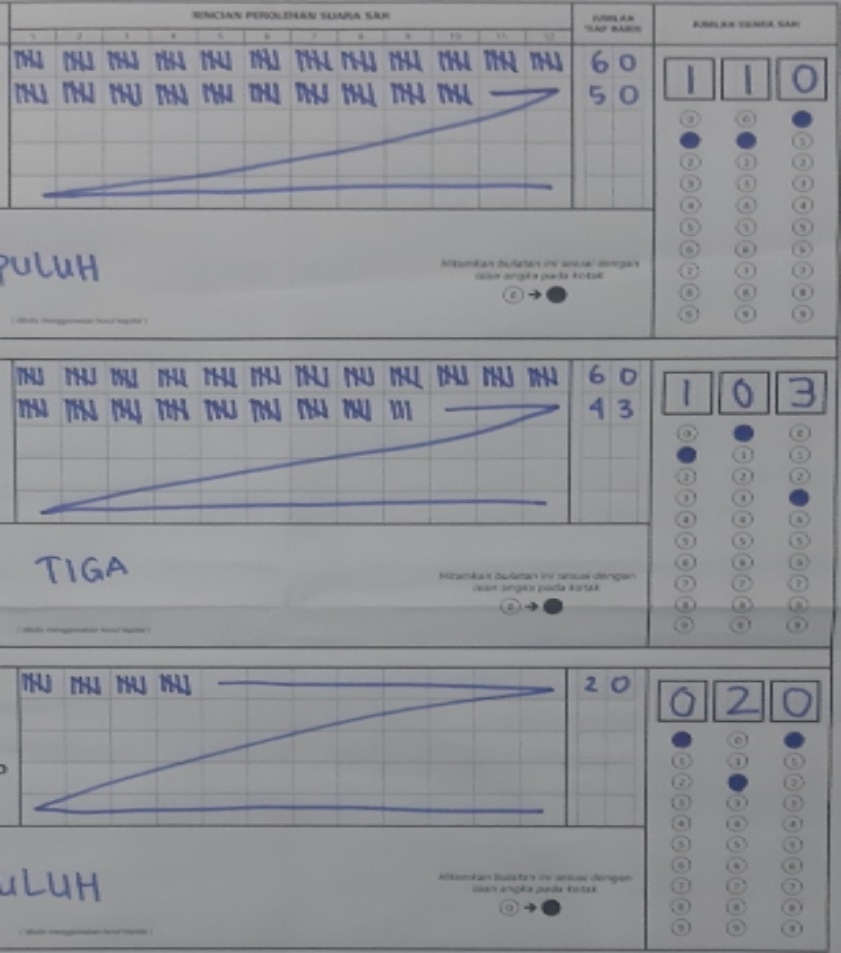 RINCIAN PEROLEHAN SUARA SAH
JUMLAH TIAP BARIS
JUMLAH SUARA SAH
1 2 3 4 5 6 7 8 9 10 11 12
60
50
1 1 0
PULUH
Hitamkan bulatan ini sesuai dengan
isian angka pada kotak
(ditulis menggunakan huruf kapital)
60
43
1 0 3
TIGA
Hitamkan bulatan ini sesuai dengan
isian angka pada kotak
(ditulis menggunakan huruf kapital)
20
0 2 0
ULUH
Hitamkan bulatan ini sesuai dengan
isian angka pada kotak
(ditulis menggunakan huruf kapital)